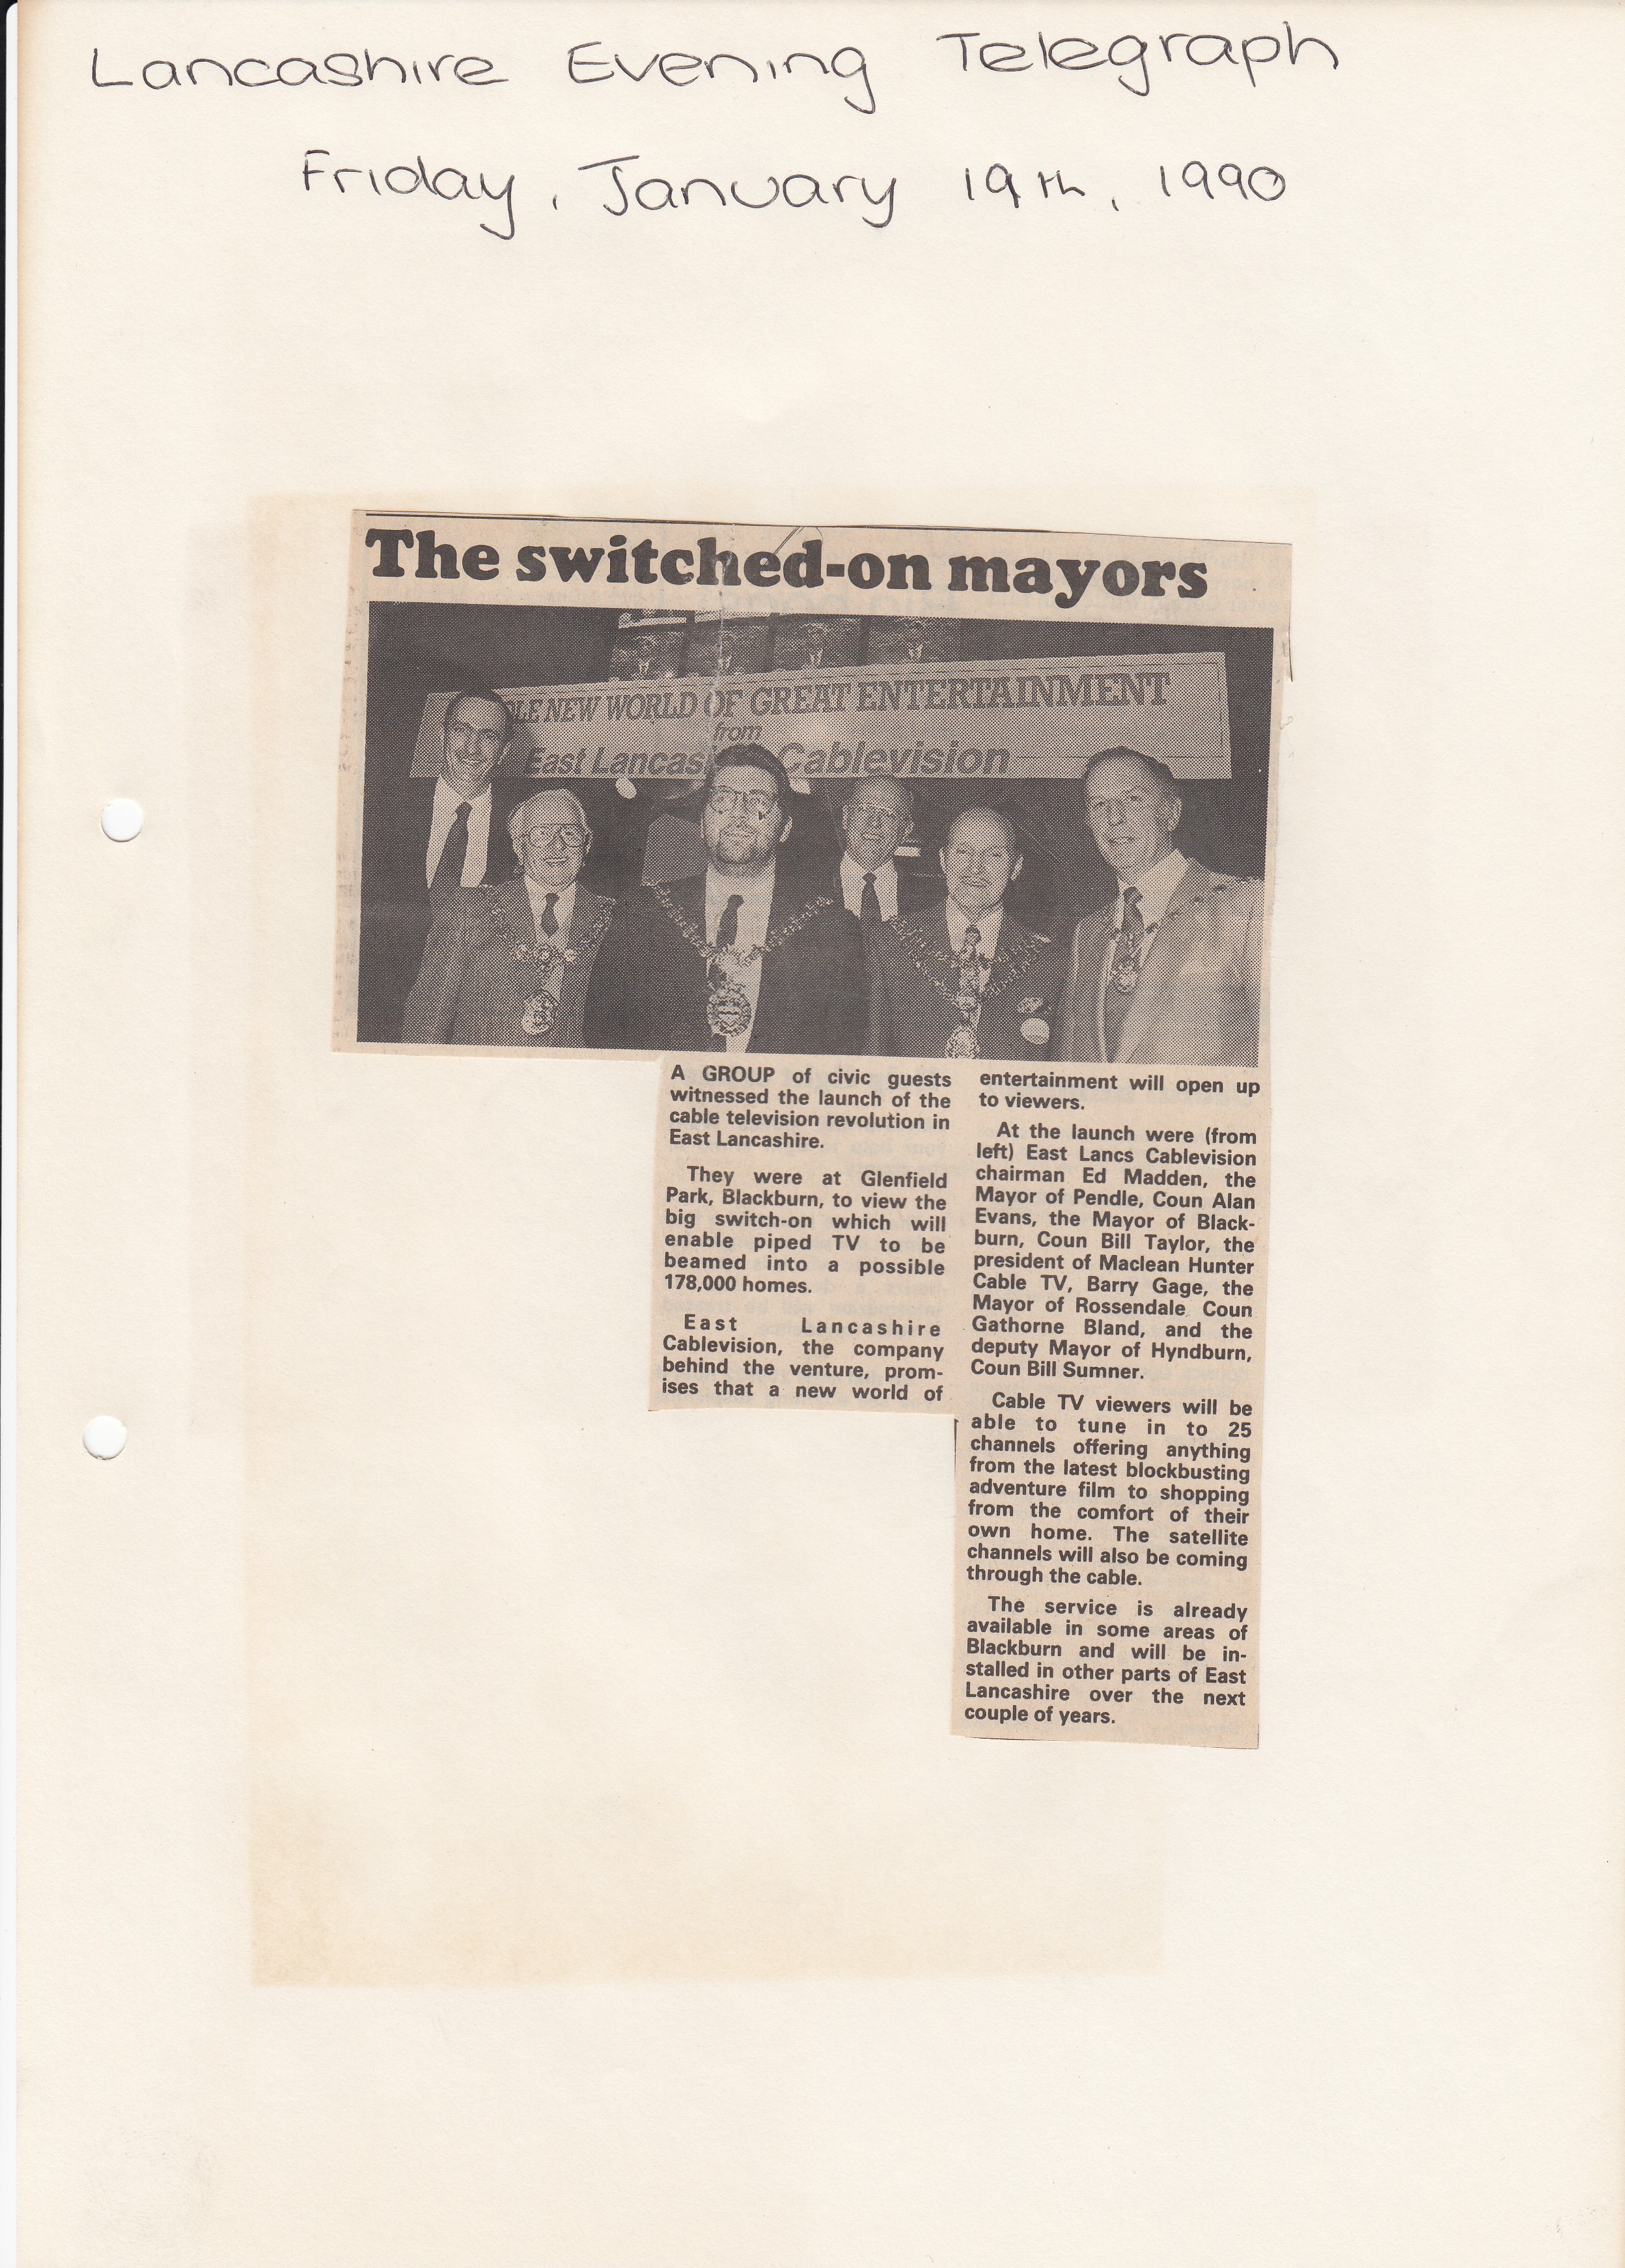 Lancashire Evening Telegraph
Friday, January 19th, 1990
The switched-on mayors
NEW WORLD OF GREAT ENTERTAINMENT
from
East Cablevision
A GROUP of civic guests
witnessed the launch of the
cable television revolution in
East Lancashire.
They were at Glenfield
Park, Blackburn, to view the
big switch-on which will
enable piped TV to be
beamed into a possible
178,000 homes.
East Lancashire
Cablevision, the company
behind the venture, prom-
ises that a new world of
entertainment will open up
to viewers.
At the launch were (from
left) East Lancs Cablevision
chairman Ed Madden, the
Mayor of Pendle, Coun Alan
Evans, the Mayor of Black-
burn, Coun Bill Taylor, the
president of Maclean Hunter
Cable TV, Barry Gage, the
Mayor of Rossendale Coun
Gathorne Bland, and the
deputy Mayor of Hyndburn,
Coun Bill Sumner.
Cable TV viewers will be
able to tune in to 25
channels offering anything
from the latest blockbusting
adventure film to shopping
from the comfort of their
own home. The satellite
channels will also be coming
through the cable.
The service is already
available in some areas of
Blackburn and will be in-
stalled in other parts of East
Lancashire over the next
couple of years.